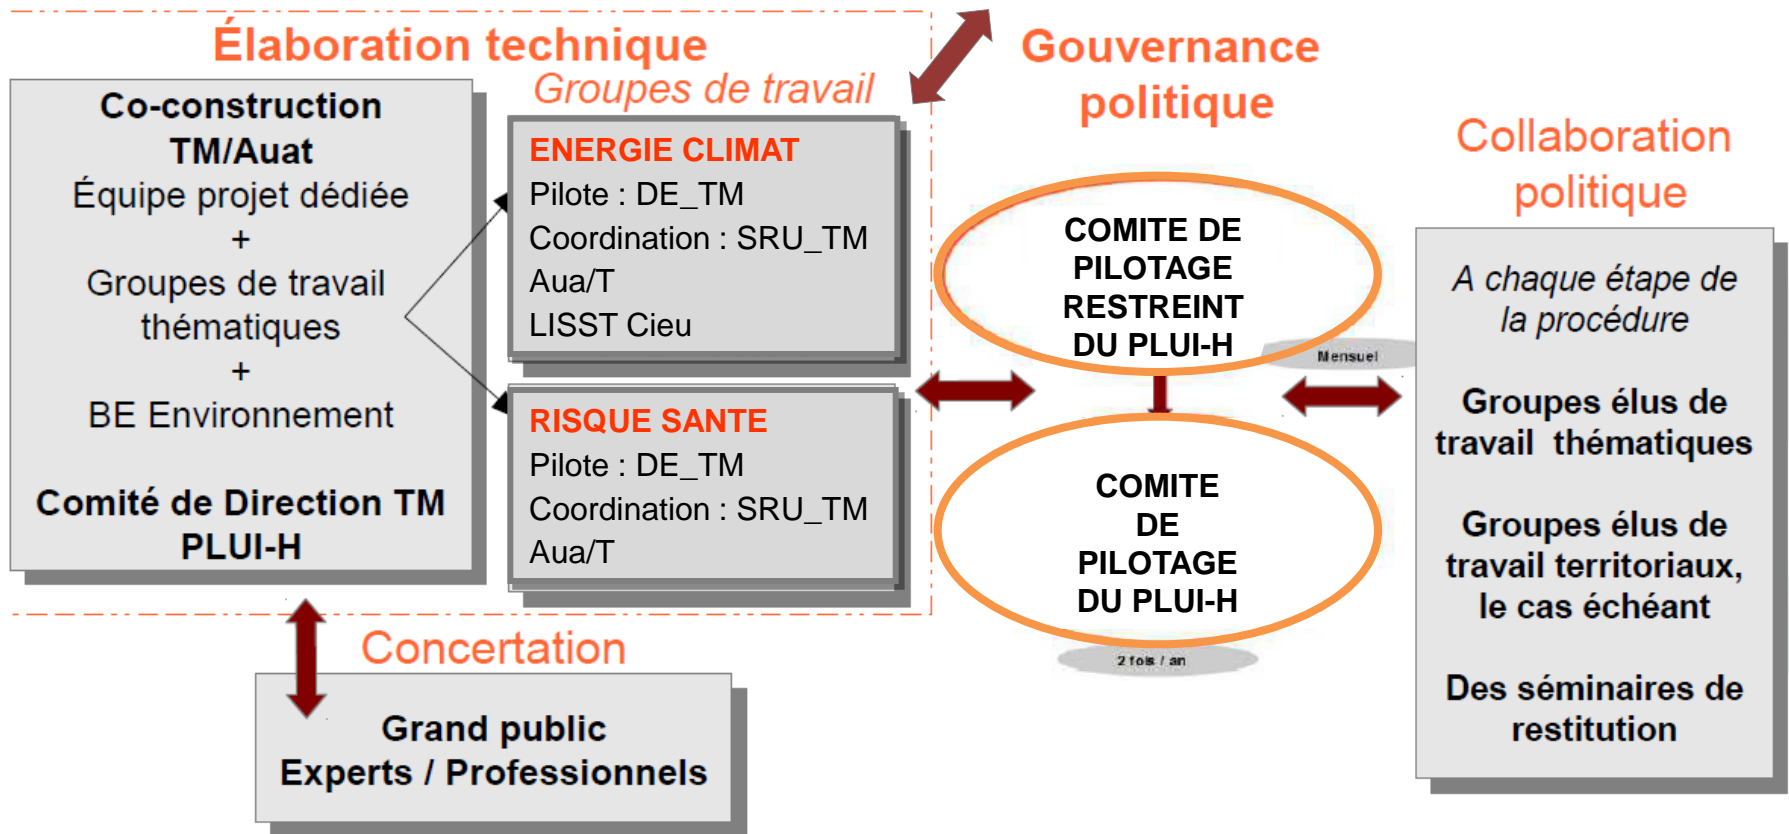 Élaboration technique
Co-construction
TM/Auat
Équipe projet dédiée
+
Groupes de travail
thématiques
+
BE Environnement
Comité de Direction TM
PLUI-H
Groupes de travail
ENERGIE CLIMAT
Pilote : DE_TM
Coordination : SRU_TM
Aua/T
LISST Cieu
RISQUE SANTE
Pilote : DE_TM
Coordination : SRU_TM
Aua/T
Concertation
Grand public
Experts / Professionnels
Gouvernance
politique
COMITE DE
PILOTAGE
RESTREINT
DU PLUI-H
Mensuel
COMITE
DE
PILOTAGE
DU PLUI-H
2 fois / an
Collaboration
politique
A chaque étape de
la procédure
Groupes élus de
travail thématiques
Groupes élus de
travail territoriaux,
le cas échéant
Des séminaires de
restitution